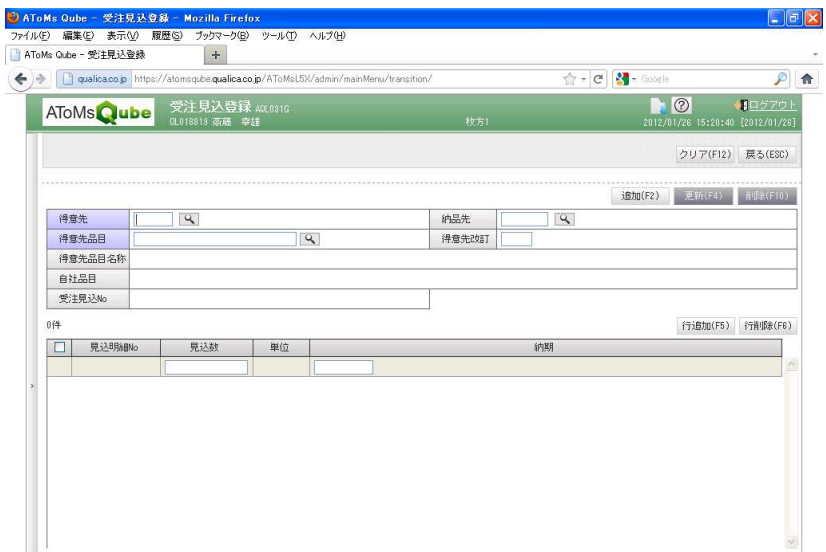 AToMs Qube - 受注見込登録 - Mozilla Firefox
ファイル(F) 編集(E) 表示(V) 履歴(S) ブックマーク(B) ツール(T) ヘルプ(H)
AToMs Qube - 受注見込登録 +
qualica.co.jp https://atomsqube.qualica.co.jp/AToMsL5X/admin/mainMenu/transition/ Google
AToMsQube 受注見込登録 AQL031G ログアウト
QL018819 斎藤 幸雄 枚方1 2012/01/26 15:20:40 [2012/01/26]
クリア(F12) 戻る(ESC)
追加(F2) 更新(F4) 削除(F10)
得意先 納品先
得意先品目 得意先改訂
得意先品目名称
自社品目
受注見込No
0件 行追加(F5) 行削除(F6)
見込明細No 見込数 単位 納期